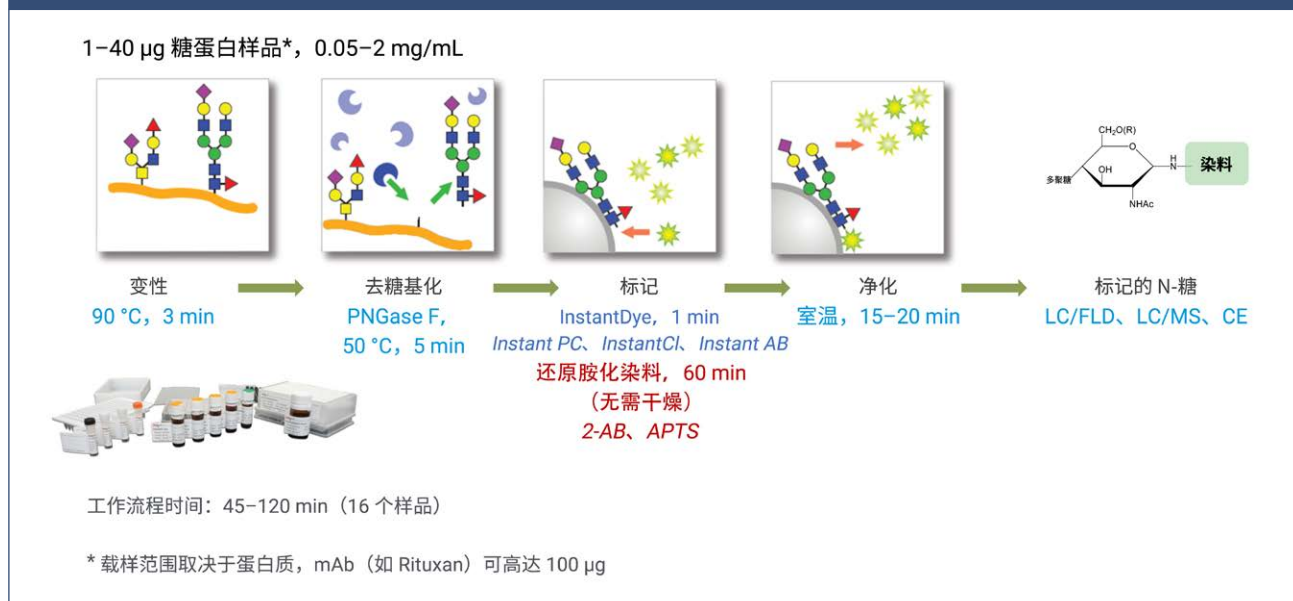 1–40 µg 糖蛋白样品*，0.05–2 mg/mL
CH₂O(R)
O
OH
多聚糖
NHAc
H
N
染料
变性
90 °C，3 min
去糖基化
PNGase F，
50 °C，5 min
标记
InstantDye，1 min
Instant PC、InstantCl、Instant AB
还原胺化染料，60 min
（无需干燥）
2-AB、APTS
净化
室温，15–20 min
标记的 N-糖
LC/FLD、LC/MS、CE
工作流程时间：45–120 min（16 个样品）
* 载样范围取决于蛋白质，mAb（如 Rituxan）可高达 100 µg